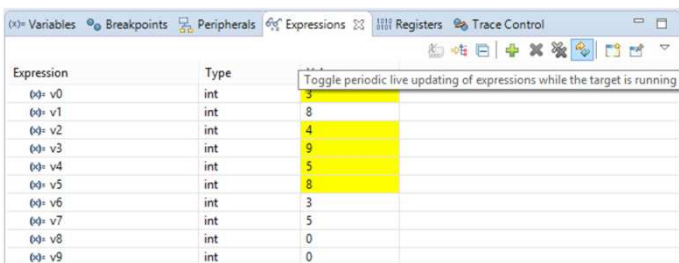 (x)= Variables Breakpoints Peripherals Expressions Registers Trace Control
Toggle periodic live updating of expressions while the target is running
Expression Type
(x)= v0 int 3
(x)= v1 int 8
(x)= v2 int 4
(x)= v3 int 9
(x)= v4 int 5
(x)= v5 int 8
(x)= v6 int 3
(x)= v7 int 5
(x)= v8 int 0
(x)= v9 int 0